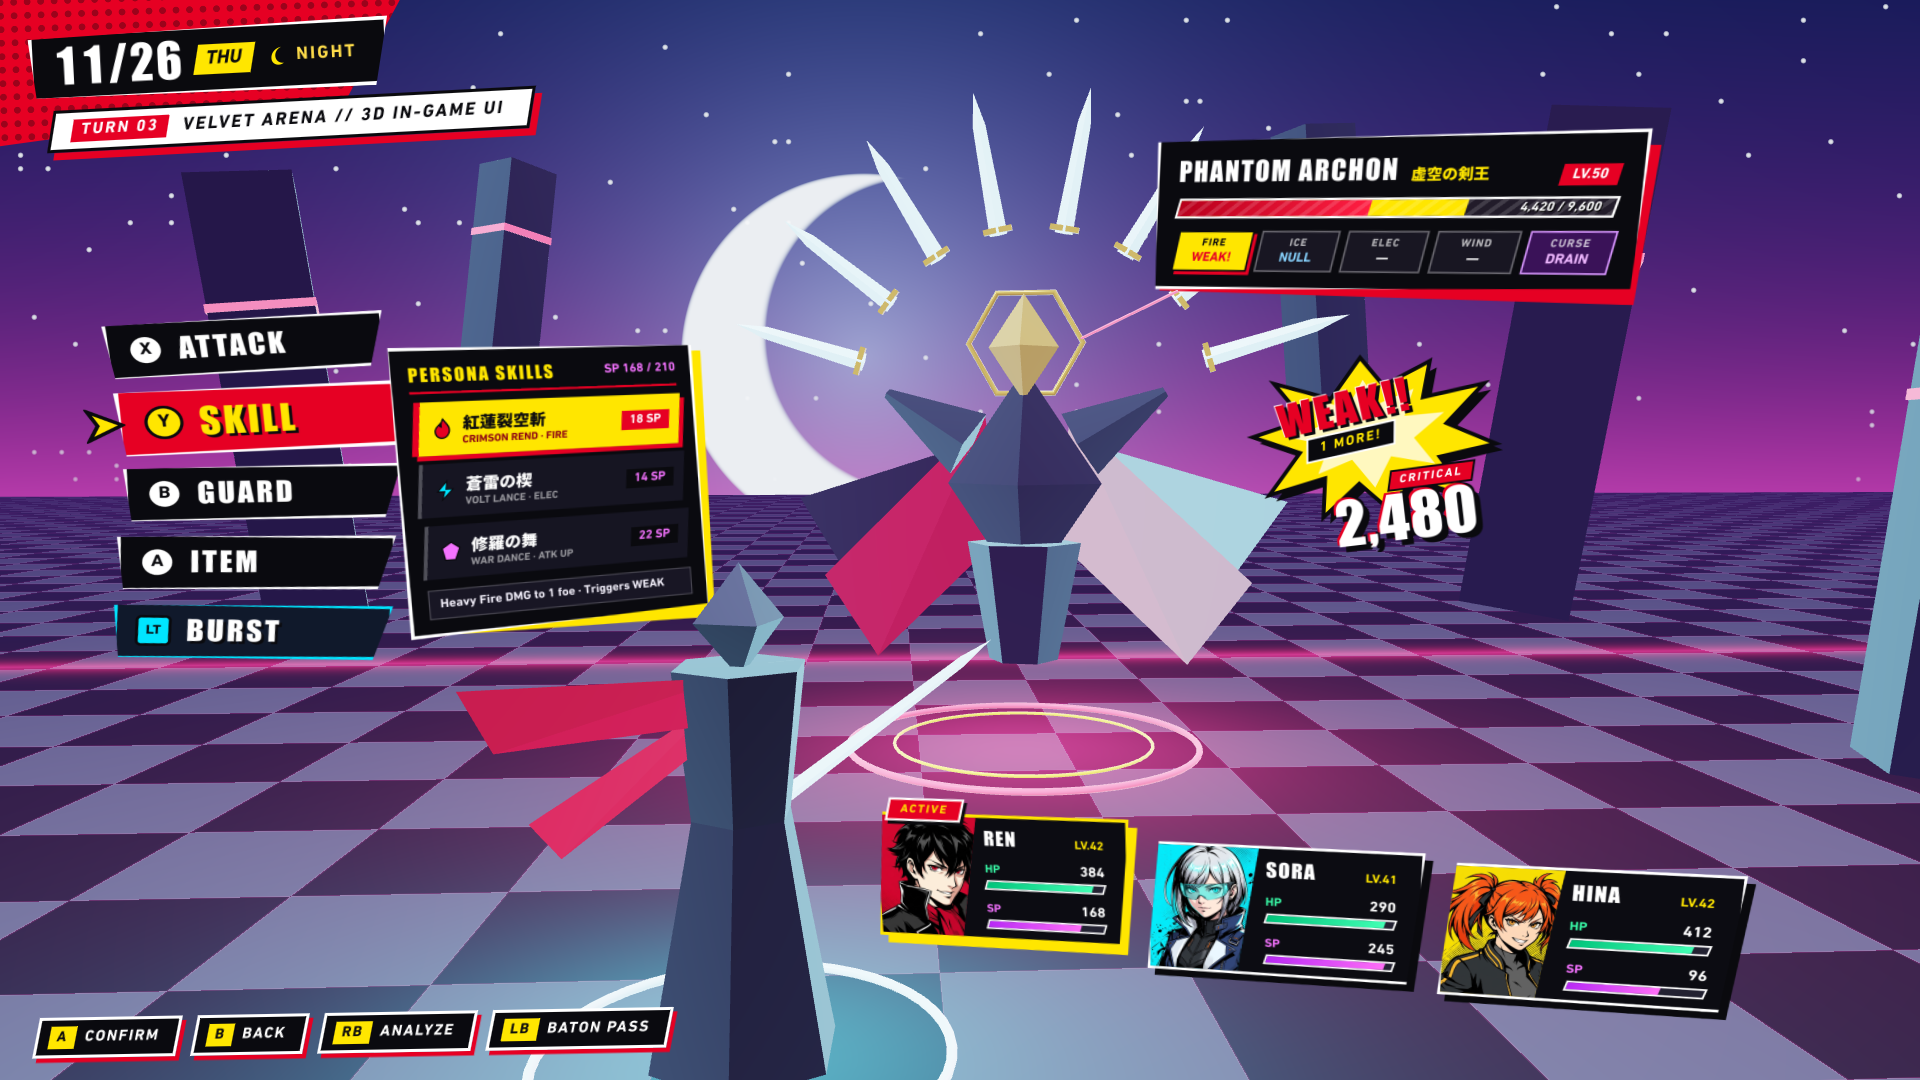 11/26 THU NIGHT
TURN 03 VELVET ARENA // 3D IN-GAME UI
PHANTOM ARCHON 虚空の剣王 LV.50
4,420 / 9,600
FIRE WEAK!
ICE NULL
ELEC —
WIND —
CURSE DRAIN
X ATTACK
Y SKILL
B GUARD
A ITEM
LT BURST
PERSONA SKILLS SP 168 / 210
紅蓮裂空斬 18 SP
CRIMSON REND · FIRE
蒼雷の楔 14 SP
VOLT LANCE · ELEC
修羅の舞 22 SP
WAR DANCE · ATK UP
Heavy Fire DMG to 1 foe · Triggers WEAK
WEAK!!
1 MORE!
CRITICAL
2,480
ACTIVE
REN LV.42
HP 384
SP 168
SORA LV.41
HP 290
SP 245
HINA LV.42
HP 412
SP 96
A CONFIRM
B BACK
RB ANALYZE
LB BATON PASS